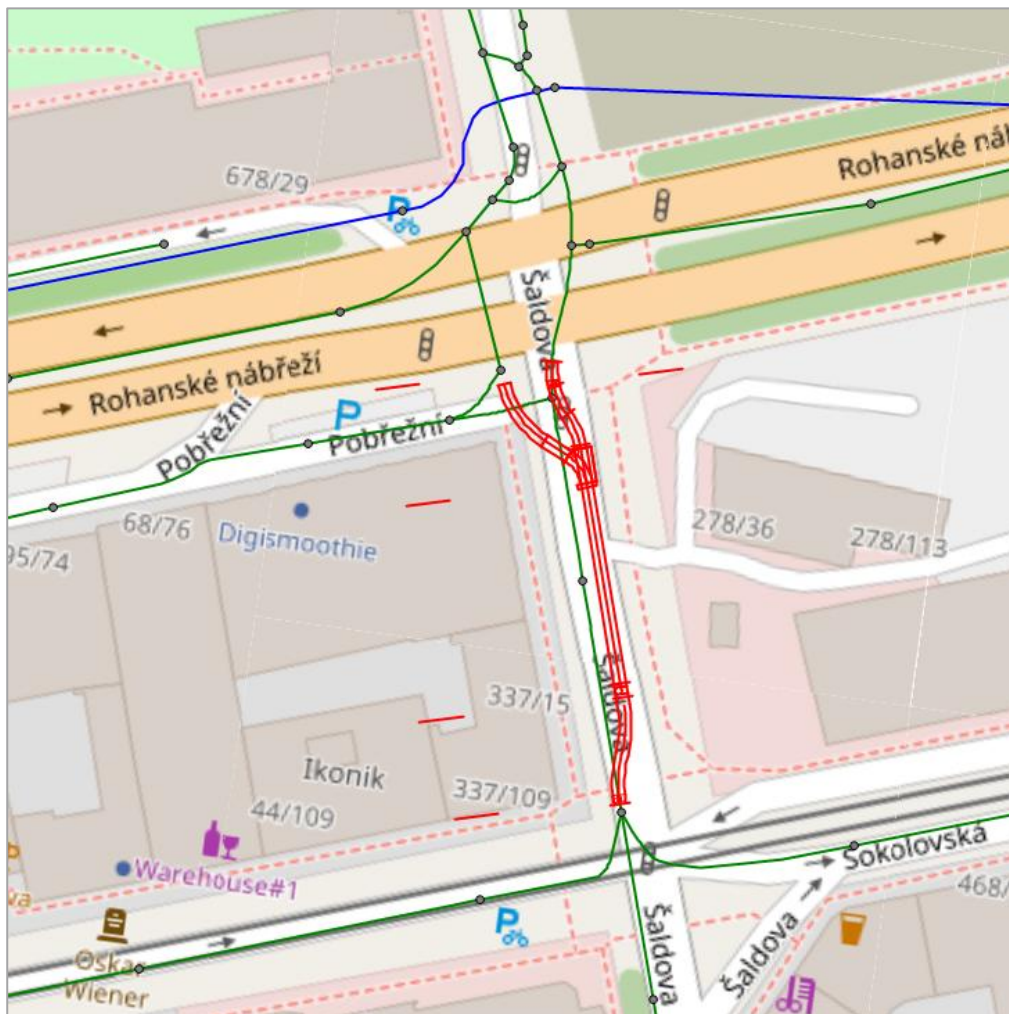 678/29
P
Rohanské náb
Šaldova
Rohanské nábřeží
P
Pobřežní
Pobřežní
68/76
Digismoothie
95/74
278/36
278/113
Šaldova
337/15
Ikonik
337/109
44/109
Warehouse#1
Sokolovská
va
P
468/
Oskar
Wiener
Šaldova
Šaldova